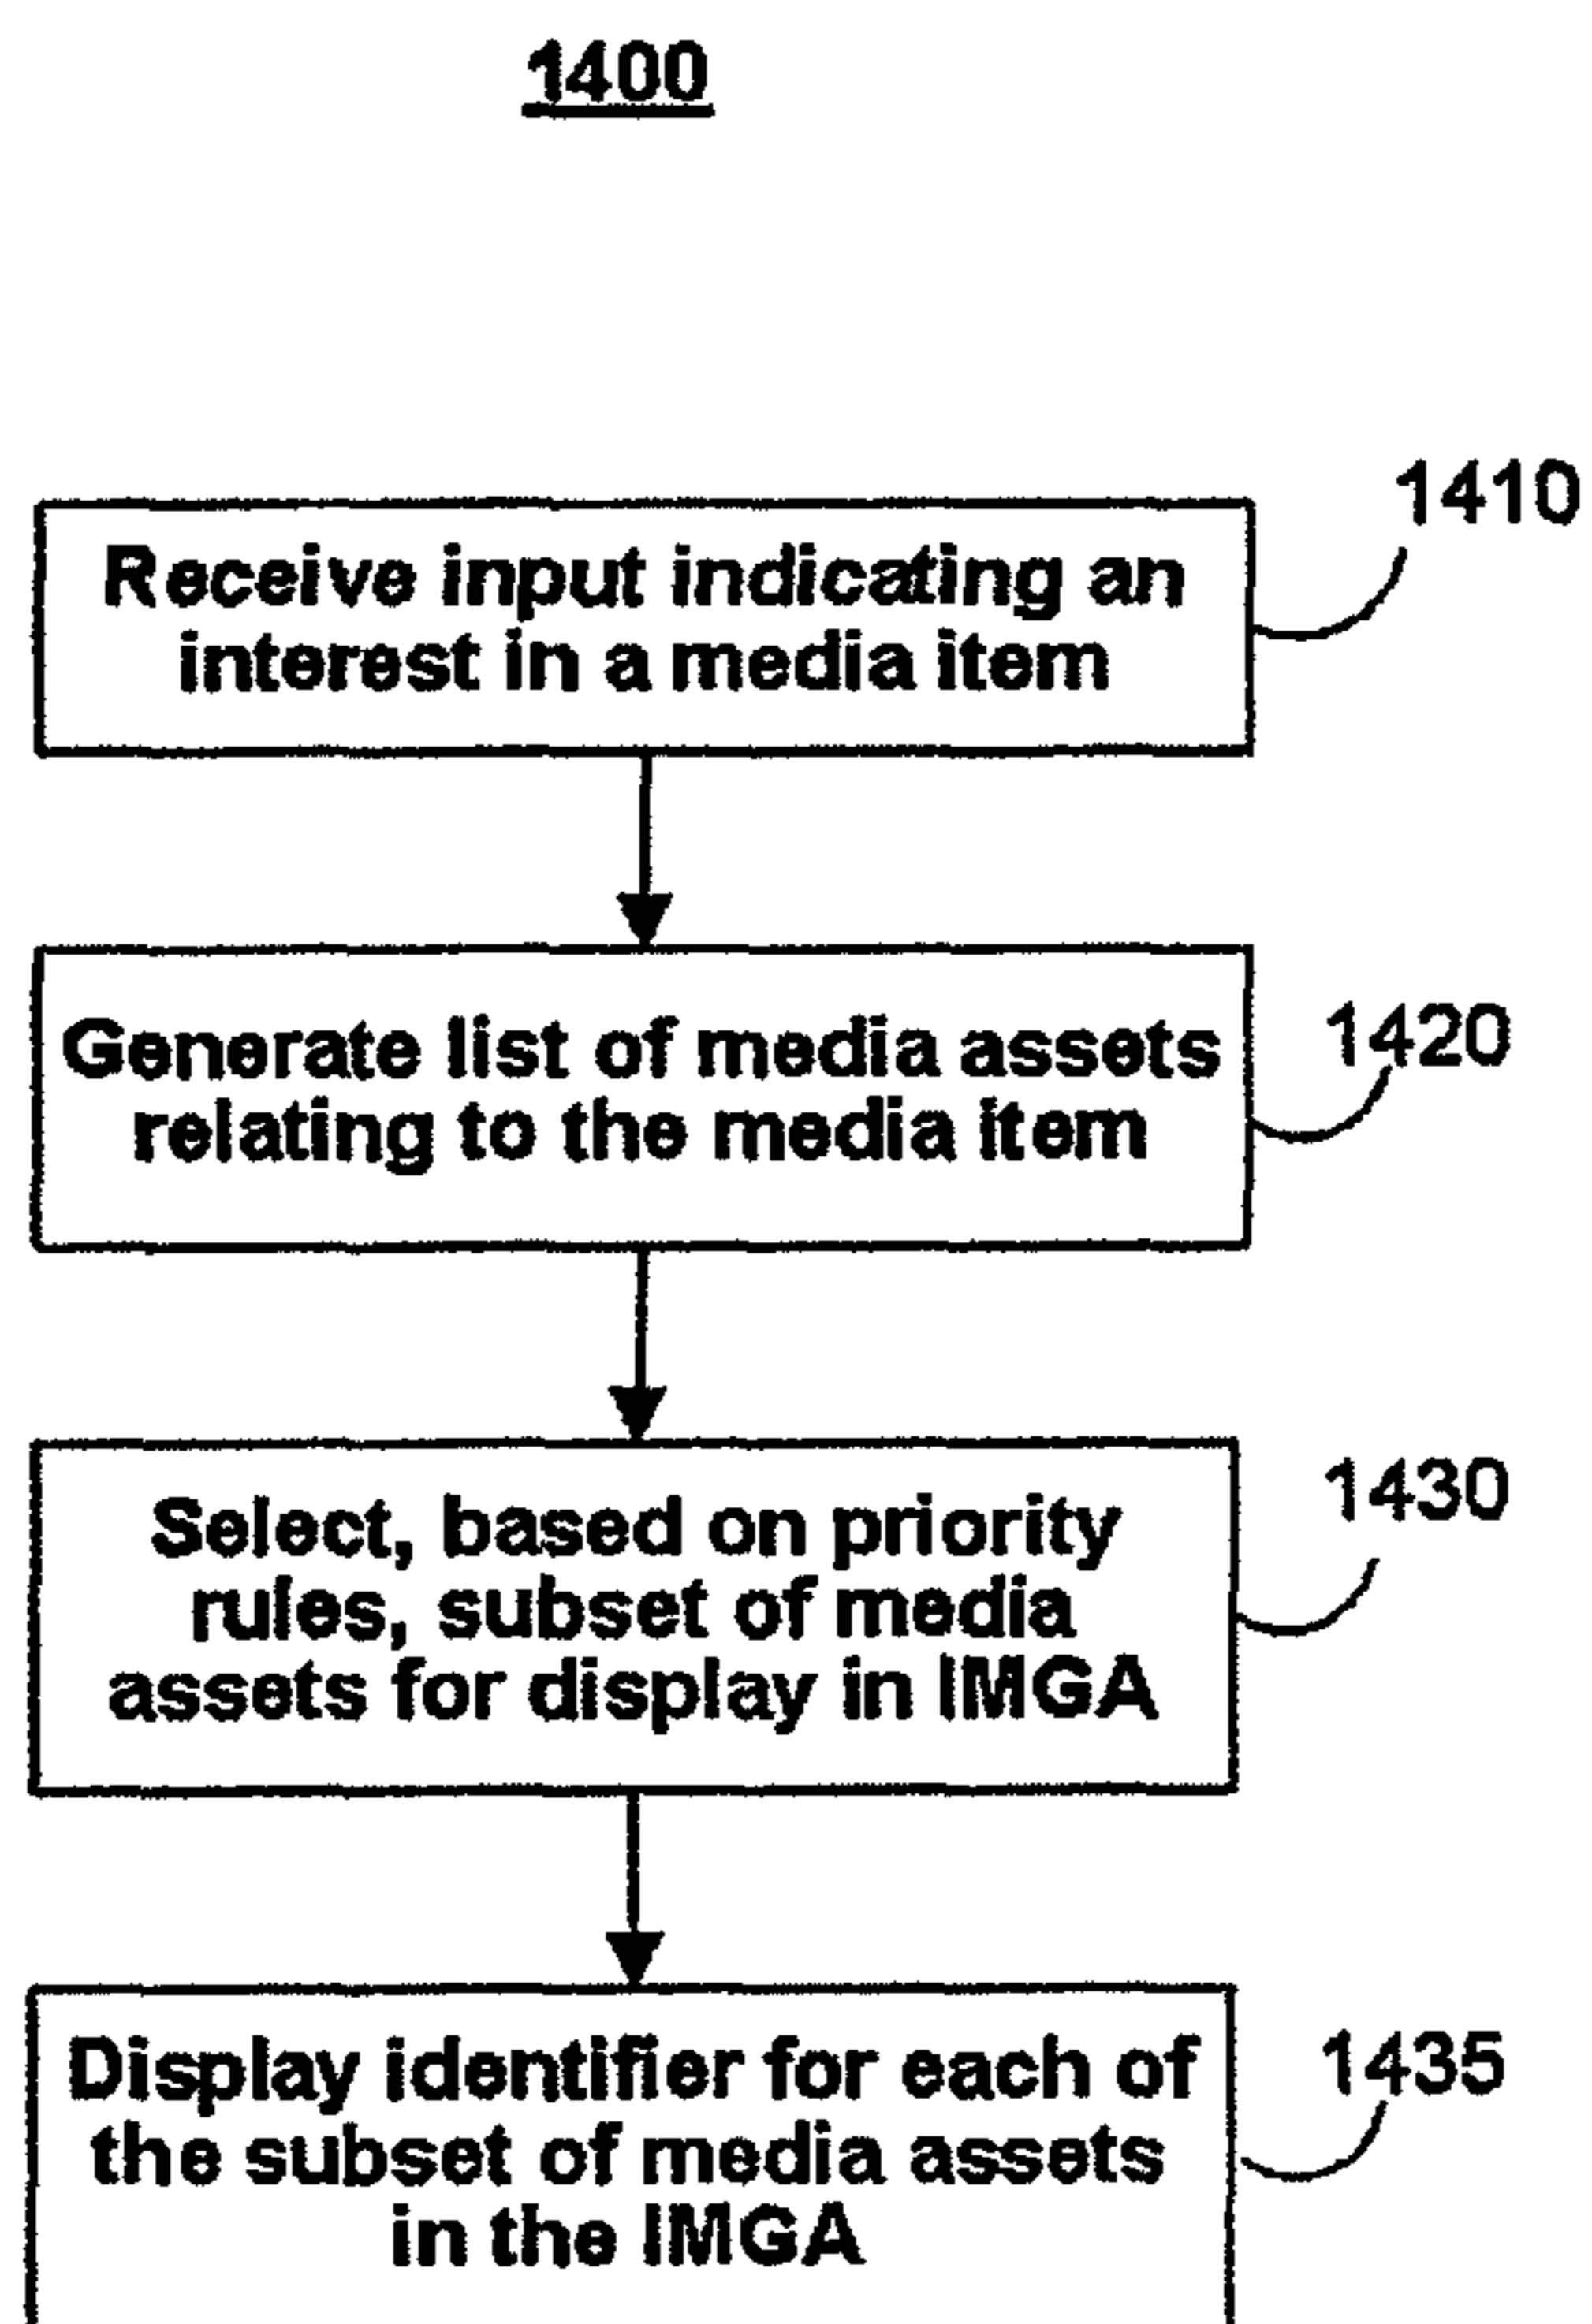 1400
1410
Receive input indicating an
interest in a media item
1420
Generate list of media assets
relating to the media item
1430
Select, based on priority
rules, subset of media
assets for display in IMGA
1435
Display identifier for each of
the subset of media assets
in the IMGA